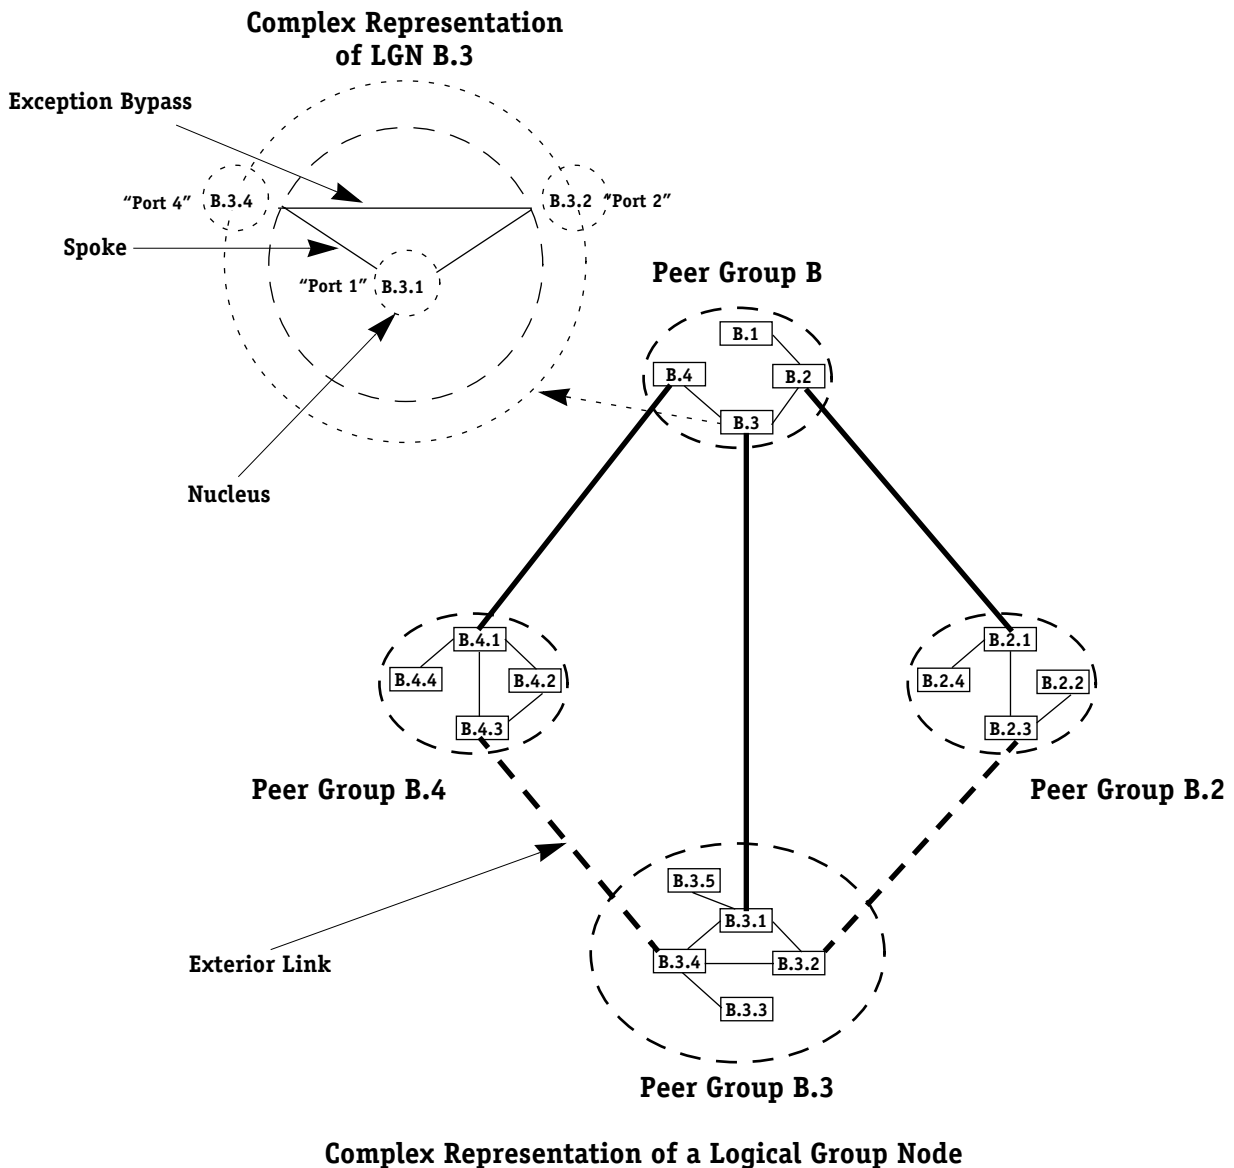 Complex Representation
of LGN B.3
Exception Bypass
“Port 4”
B.3.4
B.3.2
“Port 2”
Spoke
“Port 1”
B.3.1
Nucleus
Peer Group B
B.1
B.4
B.2
B.3
B.4.1
B.4.4
B.4.2
B.4.3
Peer Group B.4
B.2.1
B.2.4
B.2.2
B.2.3
Peer Group B.2
Exterior Link
B.3.5
B.3.1
B.3.4
B.3.2
B.3.3
Peer Group B.3
Complex Representation of a Logical Group Node